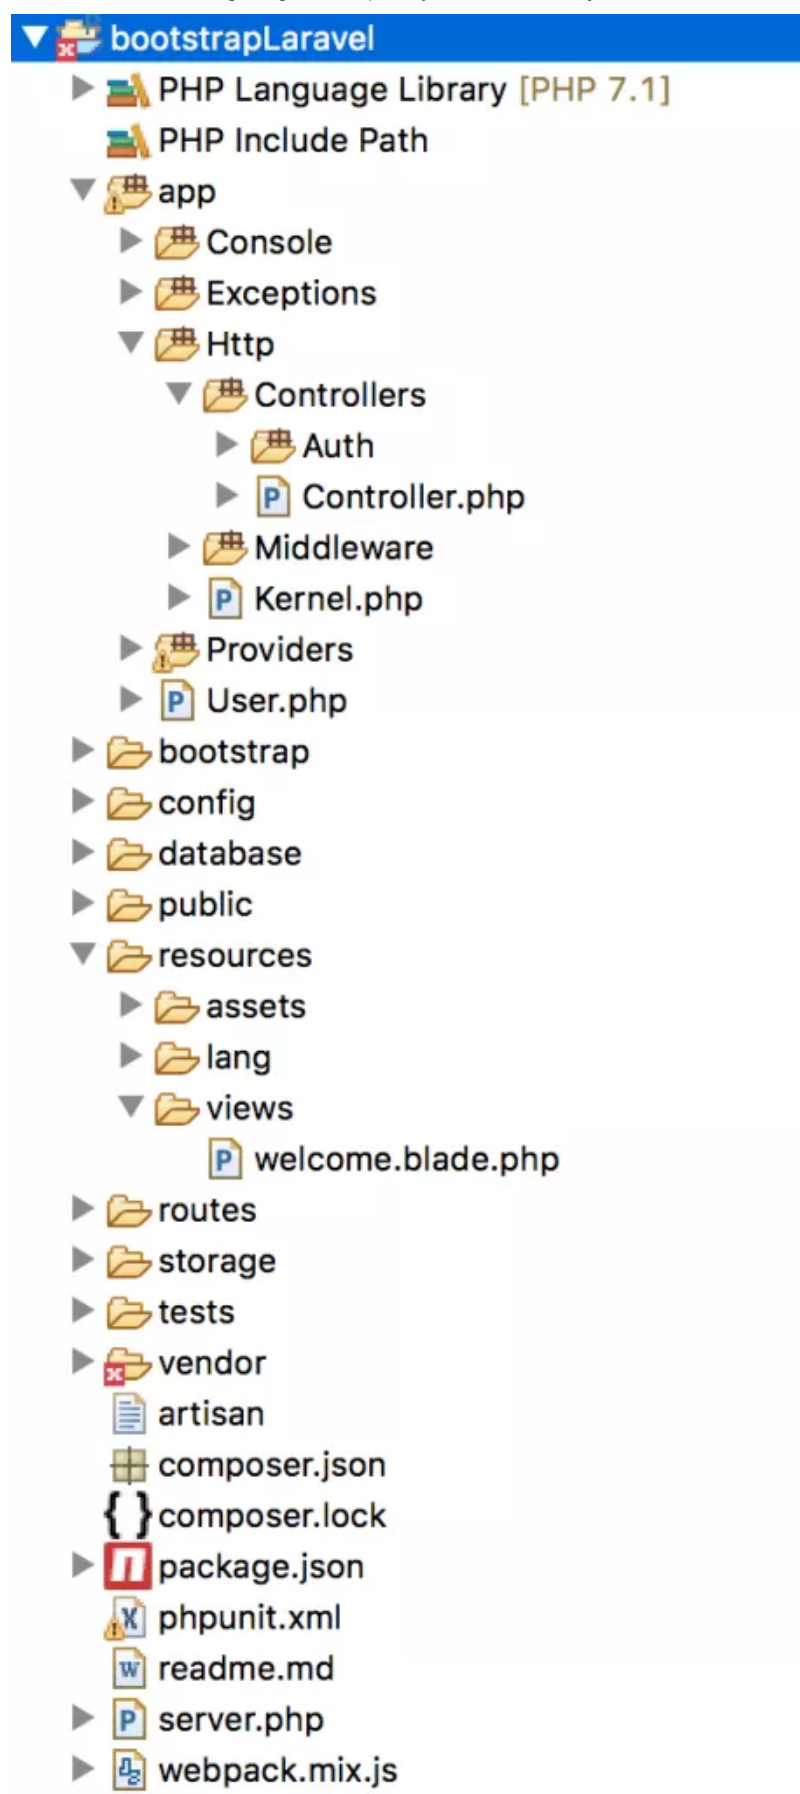 bootstrapLaravel
PHP Language Library [PHP 7.1]
PHP Include Path
app
Console
Exceptions
Http
Controllers
Auth
Controller.php
Middleware
Kernel.php
Providers
User.php
bootstrap
config
database
public
resources
assets
lang
views
welcome.blade.php
routes
storage
tests
vendor
artisan
composer.json
composer.lock
package.json
phpunit.xml
readme.md
server.php
webpack.mix.js